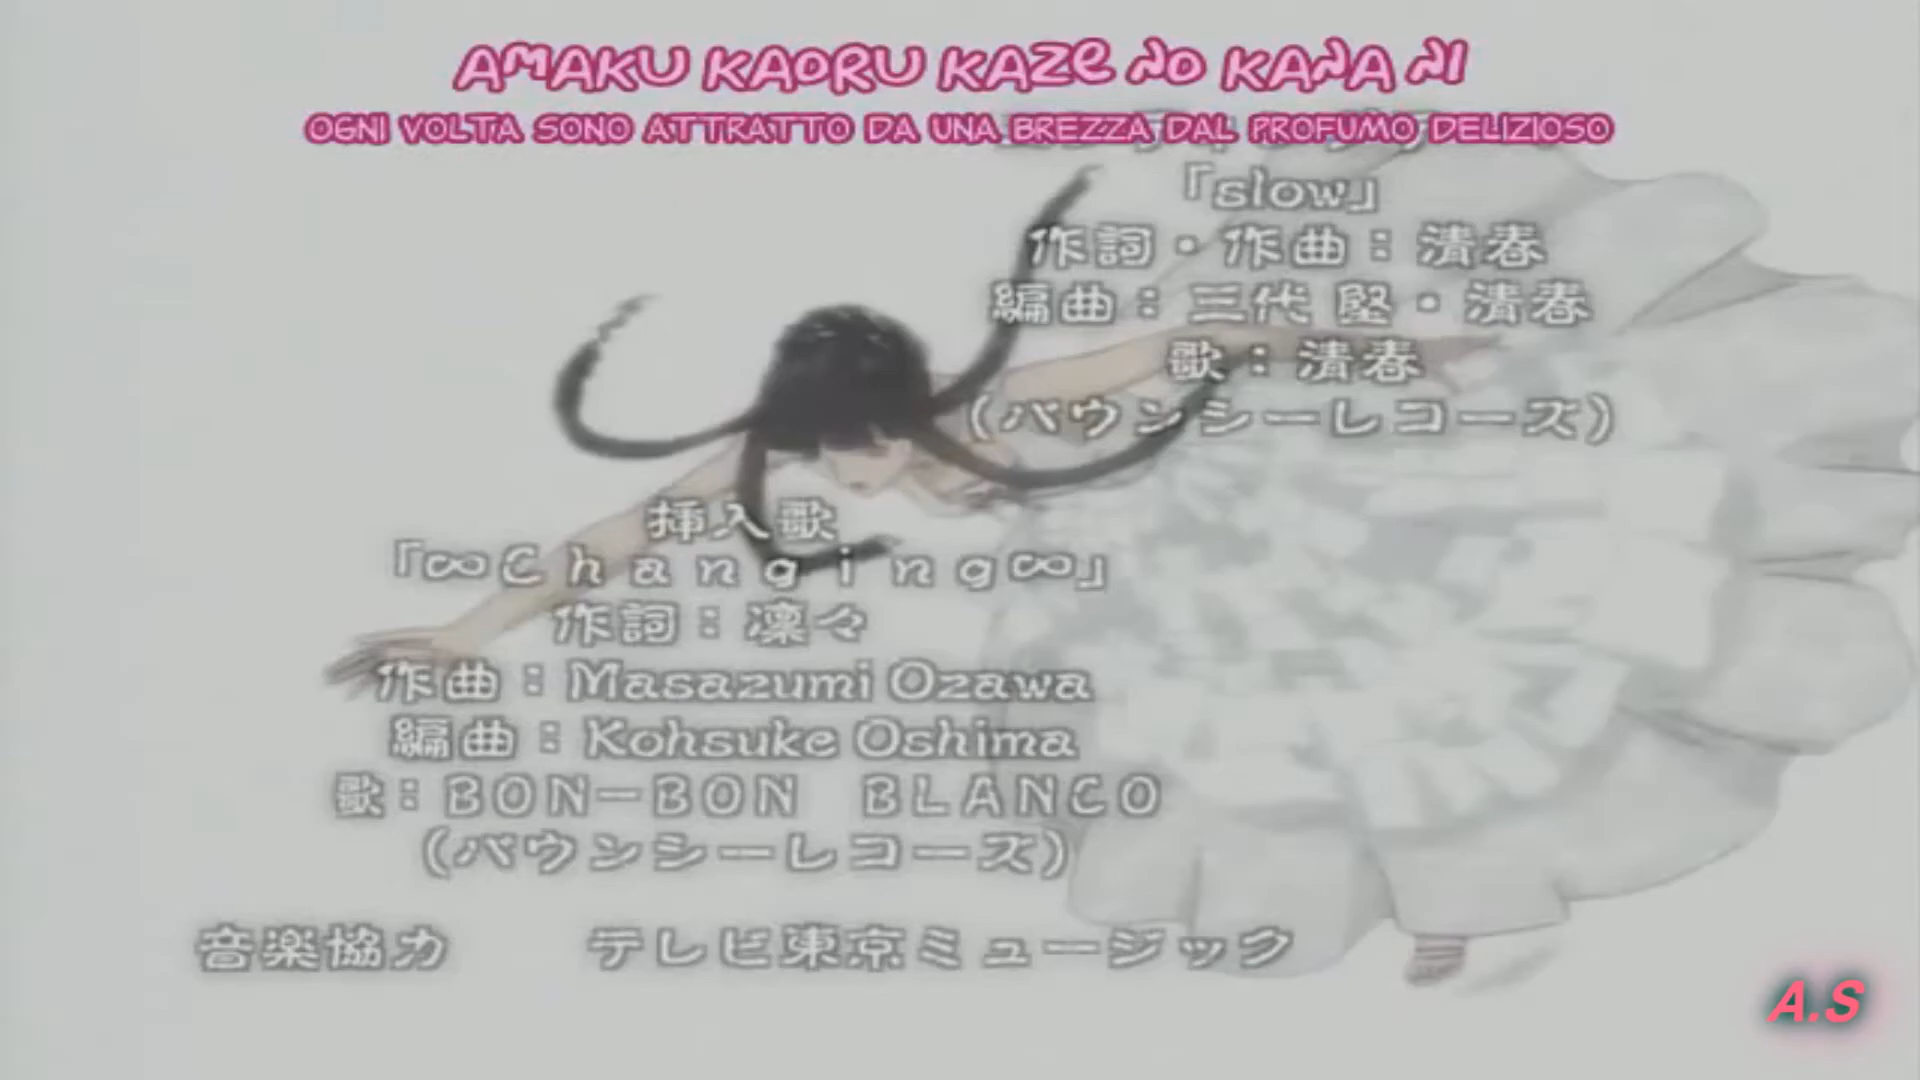 AMAKU KAORU KAZE NO KANA NI
OGNI VOLTA SONO ATTRATTO DA UNA BREZZA DAL PROFUMO DELIZIOSO
「slow」
作詞・作曲：清春
編曲：三代 堅・清春
歌：清春
（バウンシーレコーズ）
挿入歌
「∞Ｃｈａｎｇｉｎｇ∞」
作詞：凛々
作曲：Masazumi Ozawa
編曲：Kohsuke Oshima
歌：ＢＯＮ－ＢＯＮ　ＢＬＡＮＣＯ
（バウンシーレコーズ）
音楽協力　　テレビ東京ミュージック
A.S